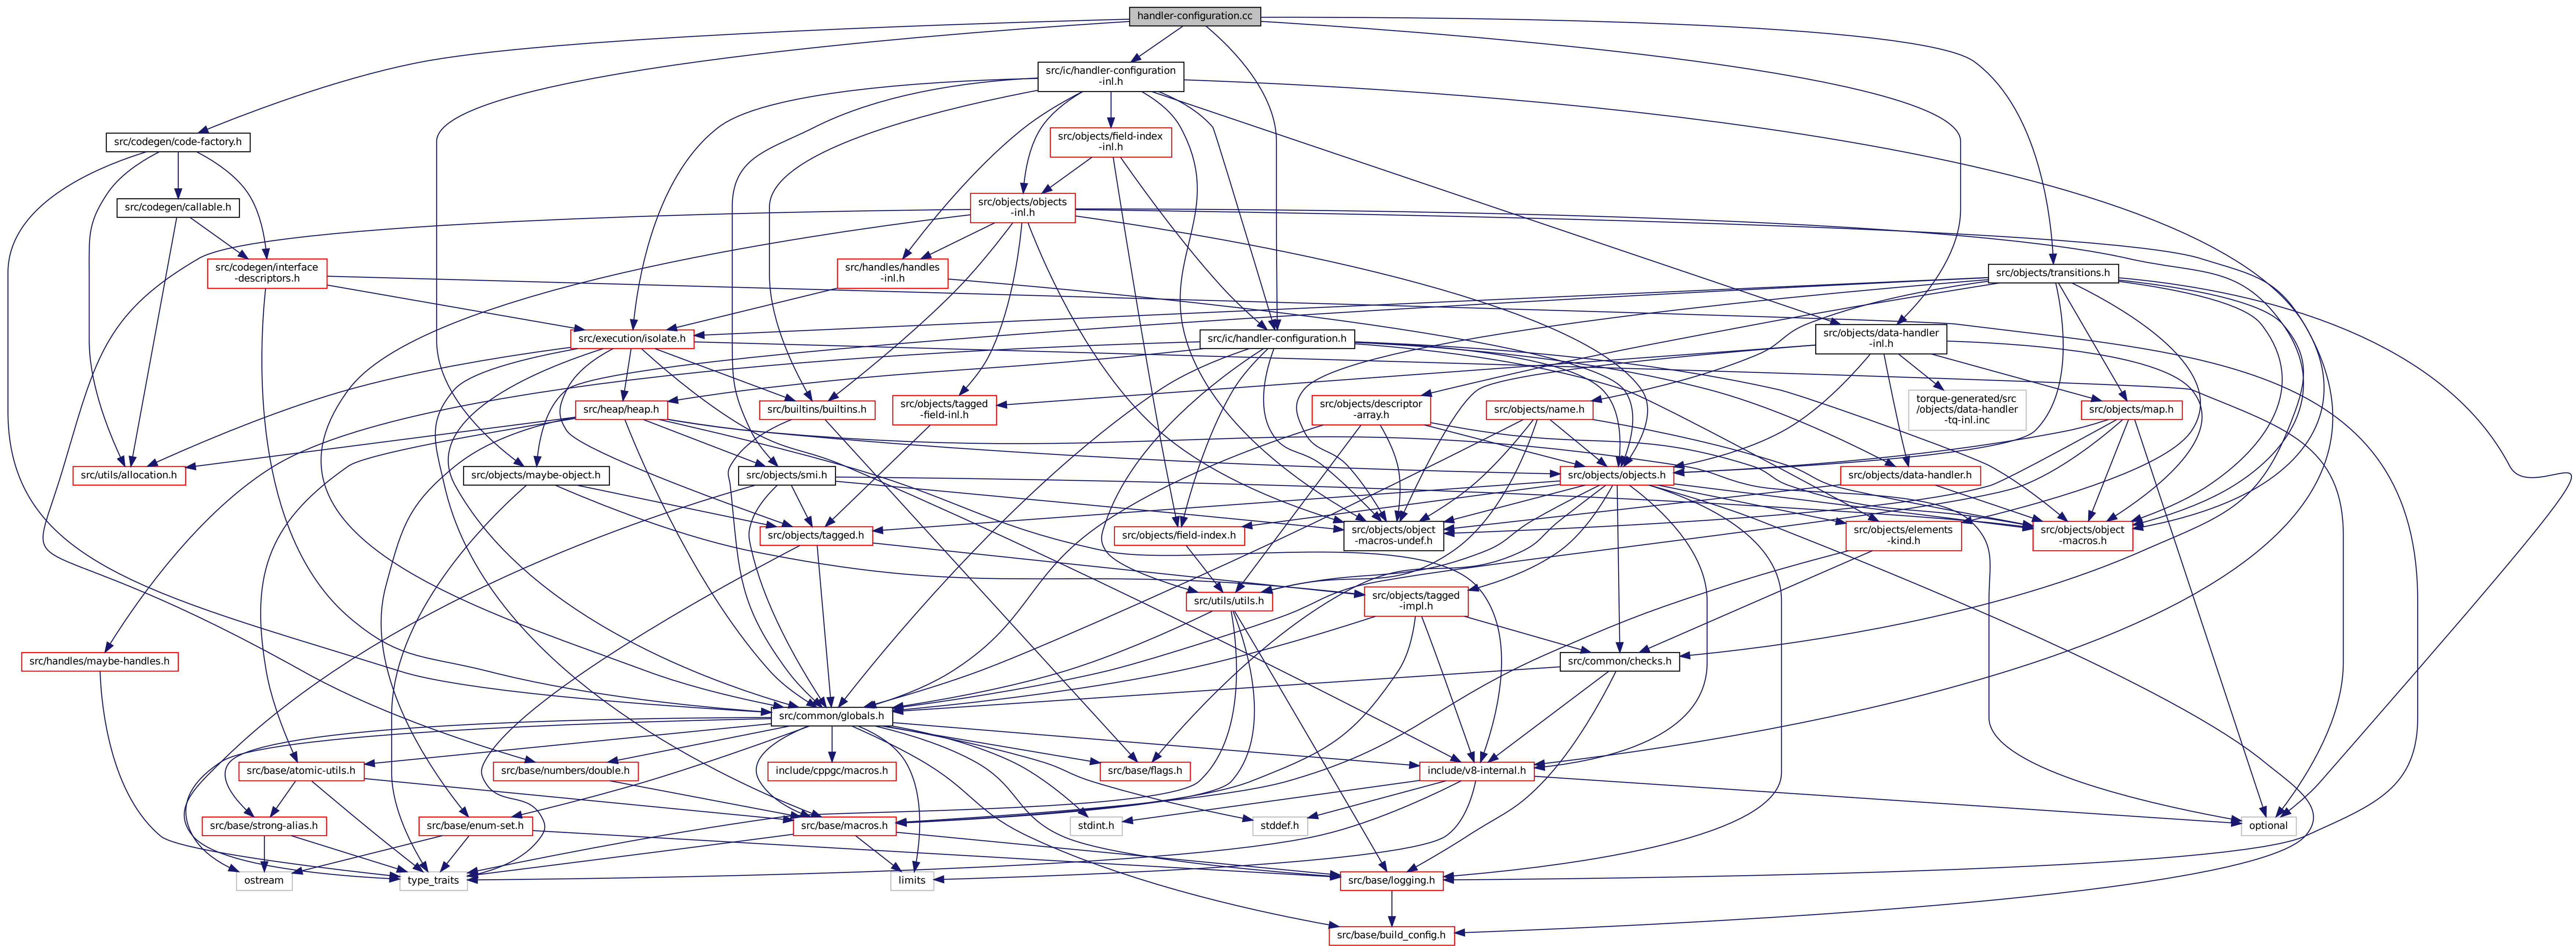 handler-configuration.cc
src/ic/handler-configuration
-inl.h
src/codegen/code-factory.h
src/objects/field-index
-inl.h
src/codegen/callable.h
src/objects/objects
-inl.h
src/codegen/interface
-descriptors.h
src/handles/handles
-inl.h
src/objects/transitions.h
src/execution/isolate.h
src/ic/handler-configuration.h
src/objects/data-handler
-inl.h
src/heap/heap.h
src/builtins/builtins.h
src/objects/tagged
-field-inl.h
src/objects/descriptor
-array.h
src/objects/name.h
torque-generated/src
/objects/data-handler
-tq-inl.inc
src/objects/map.h
src/utils/allocation.h
src/objects/maybe-object.h
src/objects/smi.h
src/objects/objects.h
src/objects/data-handler.h
src/objects/tagged.h
src/objects/field-index.h
src/objects/object
-macros-undef.h
src/objects/elements
-kind.h
src/objects/object
-macros.h
src/utils/utils.h
src/objects/tagged
-impl.h
src/handles/maybe-handles.h
src/common/checks.h
src/common/globals.h
src/base/atomic-utils.h
src/base/numbers/double.h
include/cppgc/macros.h
src/base/flags.h
include/v8-internal.h
src/base/strong-alias.h
src/base/enum-set.h
src/base/macros.h
stdint.h
stddef.h
optional
ostream
type_traits
limits
src/base/logging.h
src/base/build_config.h